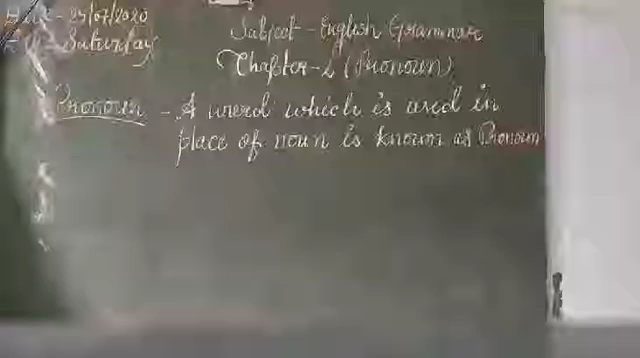 Date - 25/07/2020
Saturday
Subject - English Grammar
Chapter - 2 (Pronoun)
Pronoun - A word which is used in
place of noun is known as Pronoun